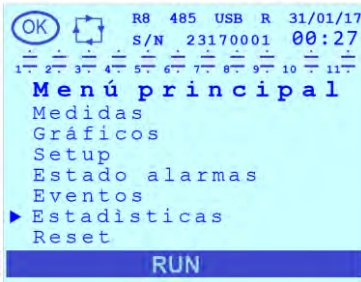 OK R8 485 USB R 31/01/17
S/N 23170001 00:27
1 2 3 4 5 6 7 8 9 10 11
Menú principal
Medidas
Gráficos
Setup
Estado alarmas
Eventos
Estadìsticas
Reset
RUN